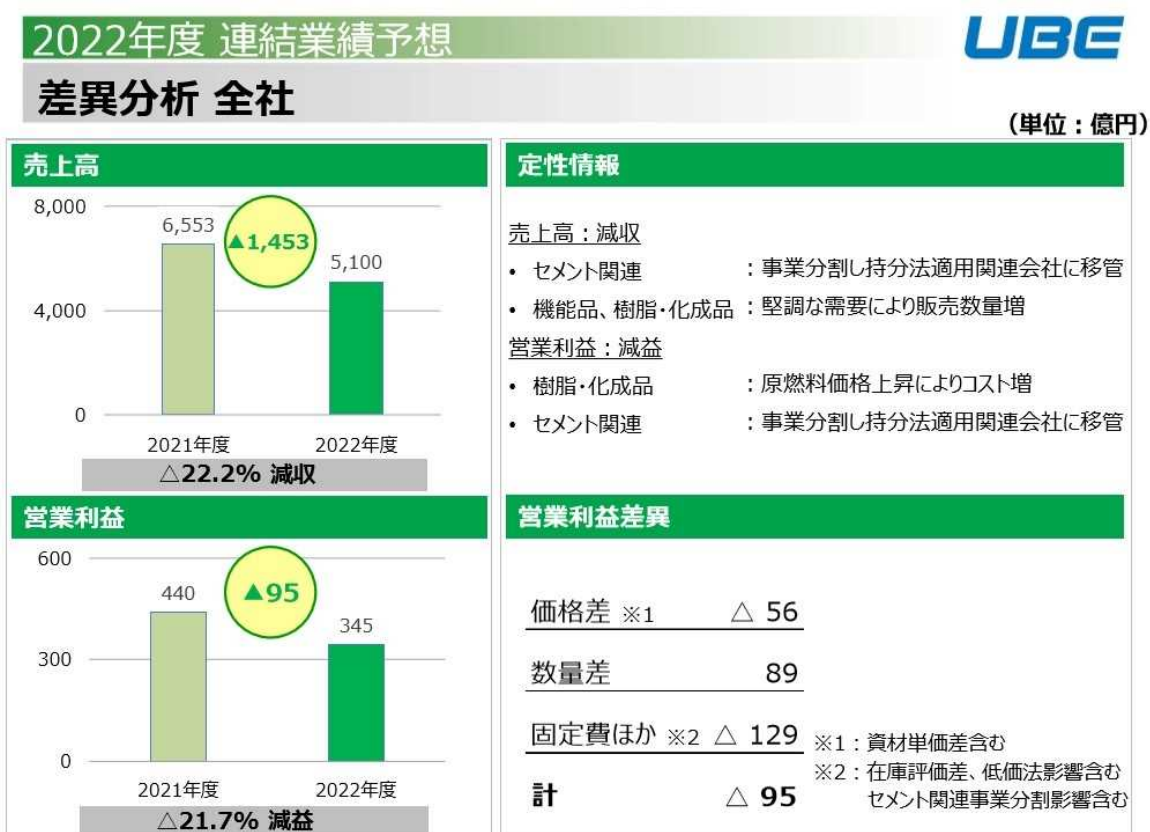 2022年度 連結業績予想
UBE
差異分析 全社
(単位:億円)
売上高
8,000
4,000
0
6,553
▲1,453
5,100
2021年度
2022年度
△22.2% 減収
定性情報
売上高:減収
• セメント関連 :事業分割し持分法適用関連会社に移管
• 機能品、樹脂・化成品 :堅調な需要により販売数量増
営業利益:減益
• 樹脂・化成品 :原燃料価格上昇によりコスト増
• セメント関連 :事業分割し持分法適用関連会社に移管
営業利益
600
300
0
440
▲95
345
2021年度
2022年度
△21.7% 減益
営業利益差異
価格差 ※1 △ 56
数量差 89
固定費ほか ※2 △ 129
計 △ 95
※1:資材単価差含む
※2:在庫評価差、低価法影響含む
セメント関連事業分割影響含む